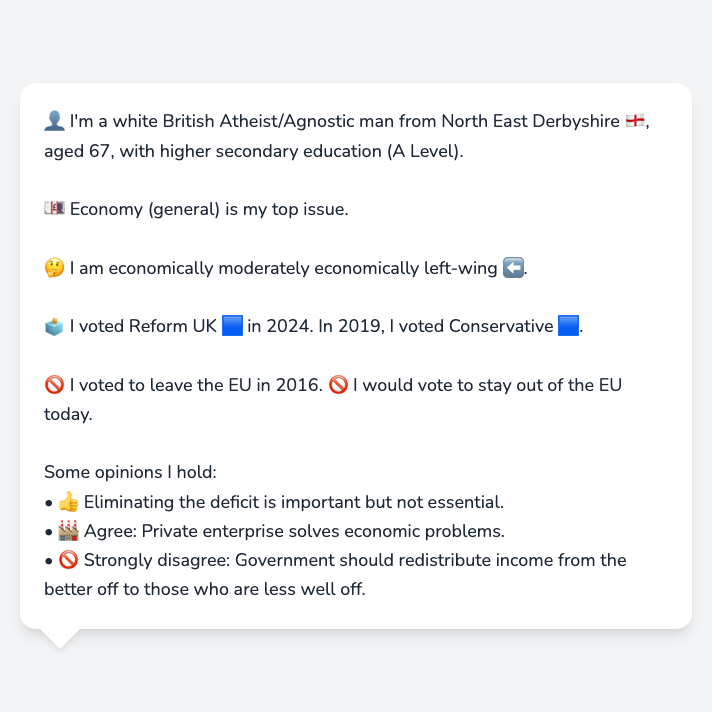 👤 I'm a white British Atheist/Agnostic man from North East Derbyshire 🏴󠁧󠁢󠁥󠁮󠁧󠁿,
aged 67, with higher secondary education (A Level).
💷 Economy (general) is my top issue.
🤔 I am economically moderately economically left-wing ⬅️.
🗳️ I voted Reform UK 🟦 in 2024. In 2019, I voted Conservative 🟦.
🚫 I voted to leave the EU in 2016. 🚫 I would vote to stay out of the EU
today.
Some opinions I hold:
• 👍 Eliminating the deficit is important but not essential.
• 🏭 Agree: Private enterprise solves economic problems.
• 🚫 Strongly disagree: Government should redistribute income from the
better off to those who are less well off.